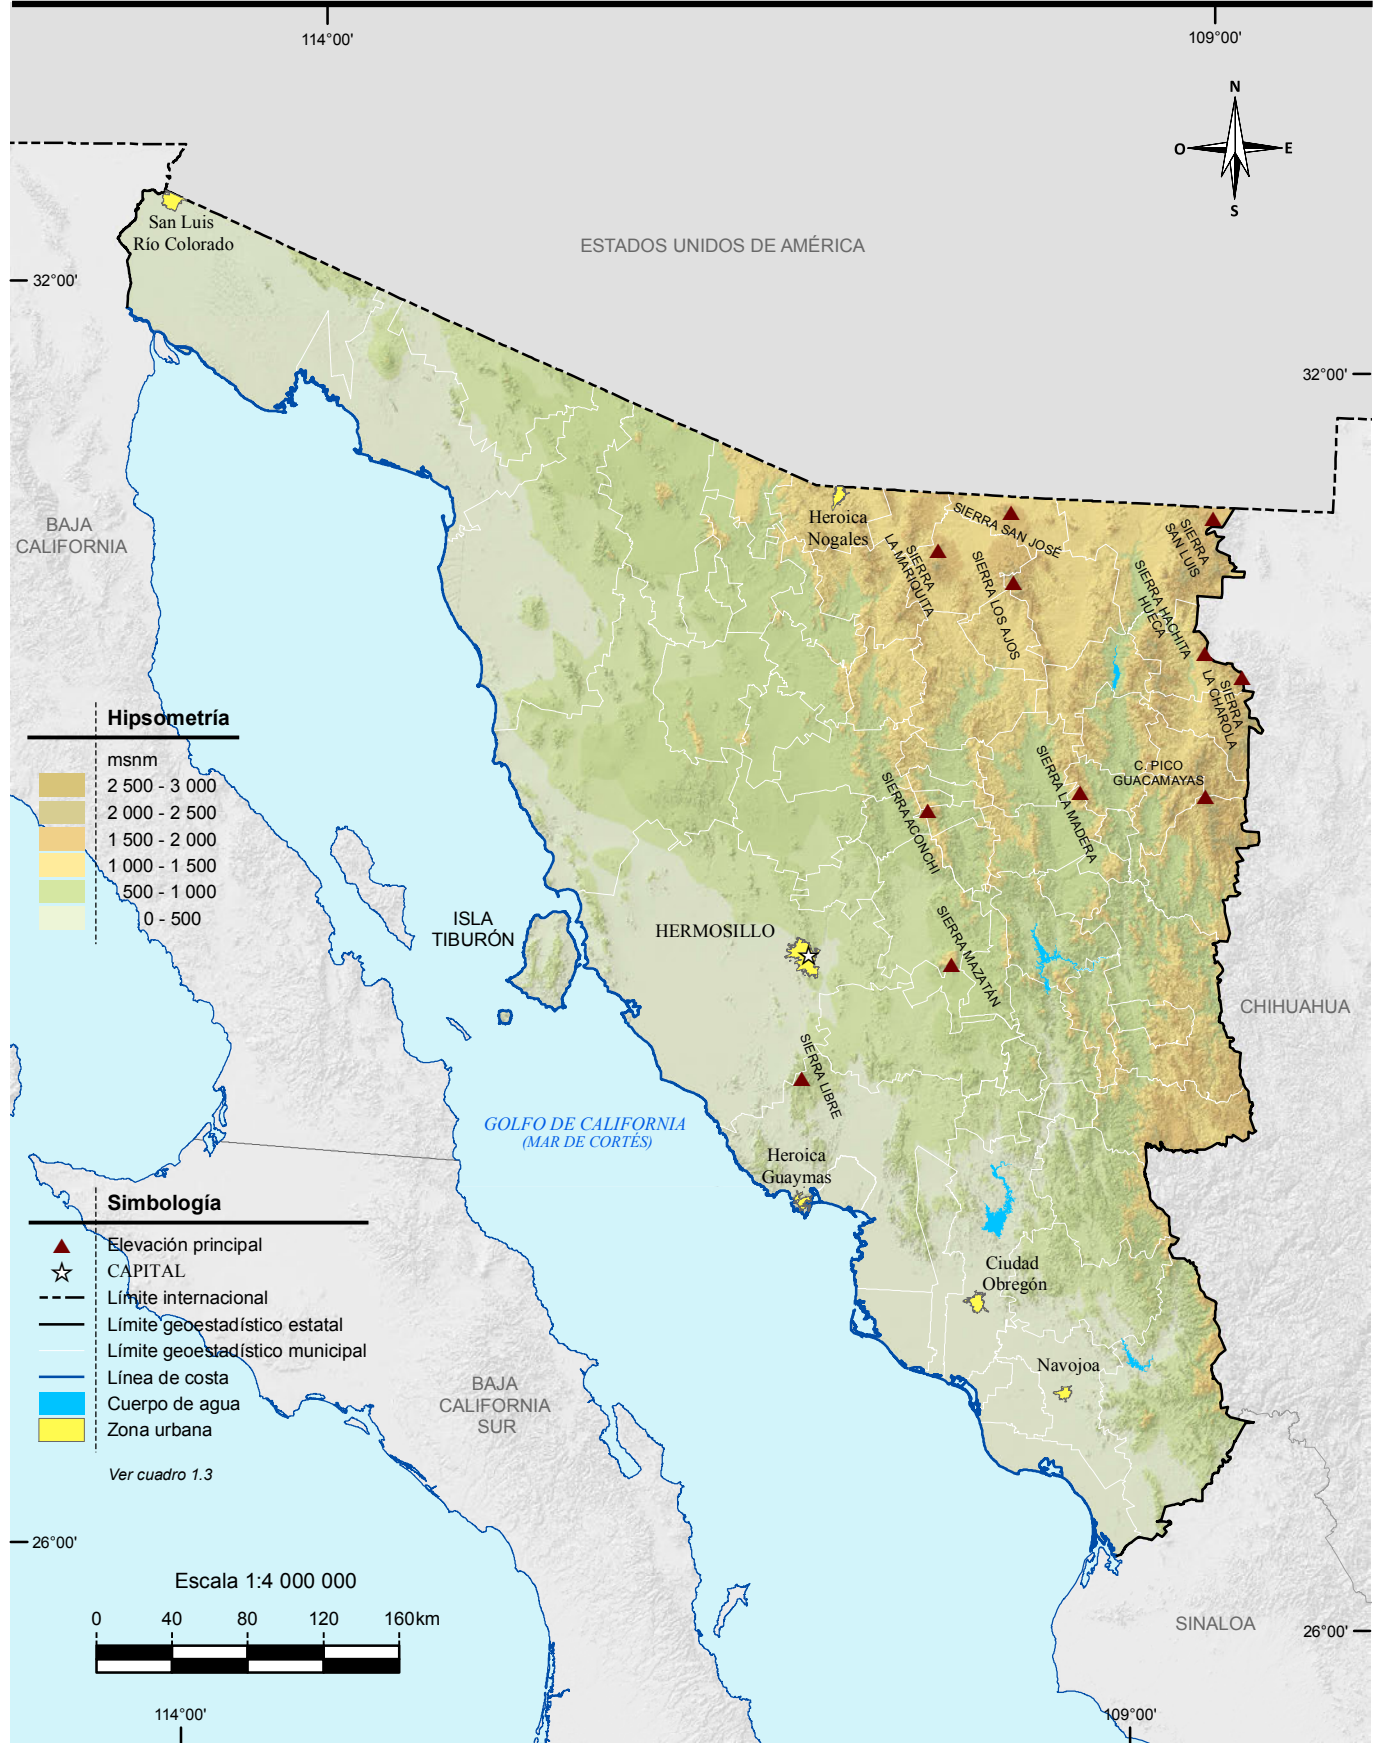 114°00'
109°00'
N
O
E
S
San Luis
Río Colorado
ESTADOS UNIDOS DE AMÉRICA
32°00'
32°00'
BAJA
CALIFORNIA
Heroica
Nogales
SIERRA SAN JOSÉ
SIERRA
LA MARIQUITA
SIERRA LOS AJOS
SIERRA
SAN LUIS
SIERRA HACHITA
HUECA
SIERRA
LA CHAROLA
C. PICO
GUACAMAYAS
SIERRA LA MADERA
SIERRA ACONCHI
Hipsometría
msnm
2 500 - 3 000
2 000 - 2 500
1 500 - 2 000
1 000 - 1 500
500 - 1 000
0 - 500
ISLA
TIBURÓN
HERMOSILLO
SIERRA MAZATÁN
CHIHUAHUA
SIERRA LIBRE
GOLFO DE CALIFORNIA
(MAR DE CORTÉS)
Heroica
Guaymas
Simbología
Elevación principal
CAPITAL
Límite internacional
Límite geoestadístico estatal
Límite geoestadístico municipal
Línea de costa
Cuerpo de agua
Zona urbana
Ver cuadro 1.3
Ciudad
Obregón
Navojoa
BAJA
CALIFORNIA
SUR
26°00'
Escala 1:4 000 000
0 40 80 120 160km
SINALOA
26°00'
114°00'
109°00'